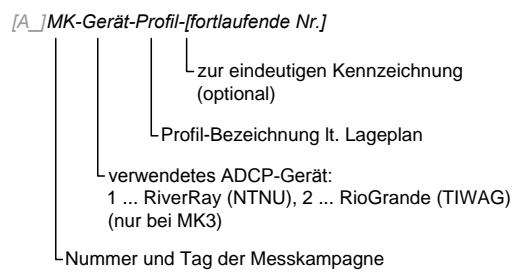 [A_]MK-Gerät-Profil-[fortlaufende Nr.]
zur eindeutigen Kennzeichnung
(optional)
Profil-Bezeichnung lt. Lageplan
verwendetes ADCP-Gerät:
1 ... RiverRay (NTNU), 2 ... RioGrande (TIWAG)
(nur bei MK3)
Nummer und Tag der Messkampagne